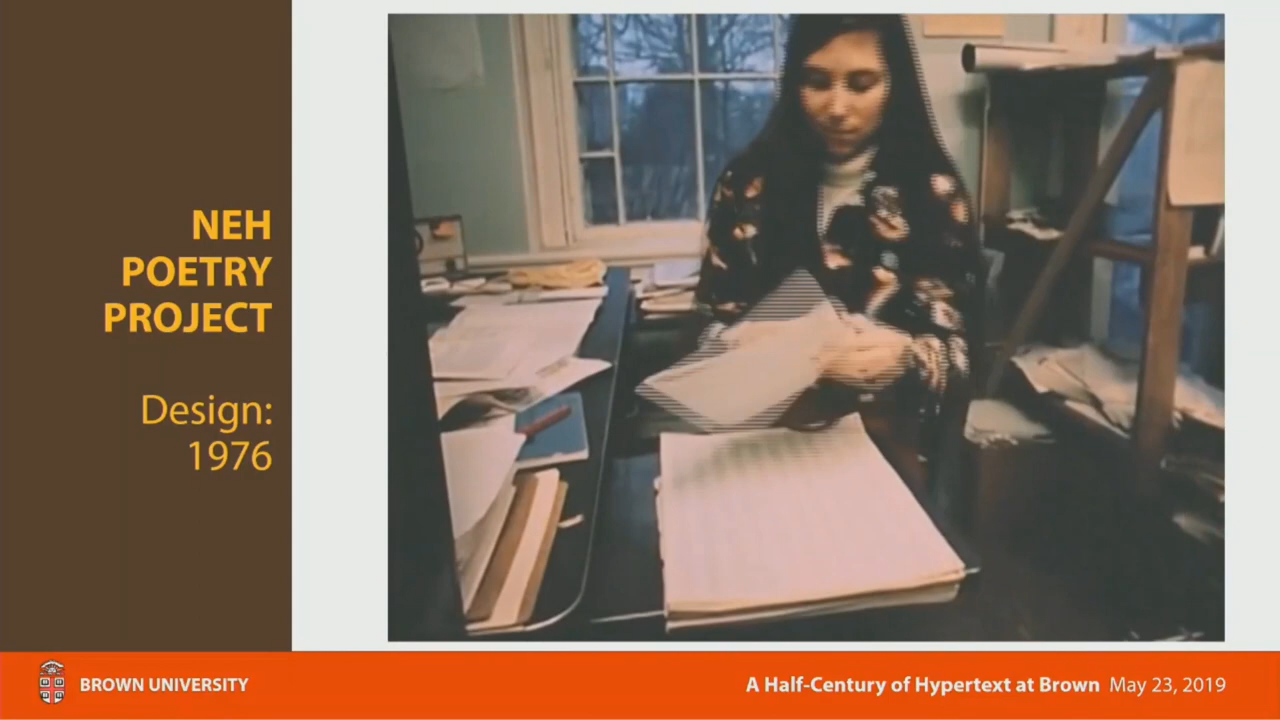 NEH
POETRY
PROJECT
Design:
1976
BROWN UNIVERSITY
A Half-Century of Hypertext at Brown May 23, 2019